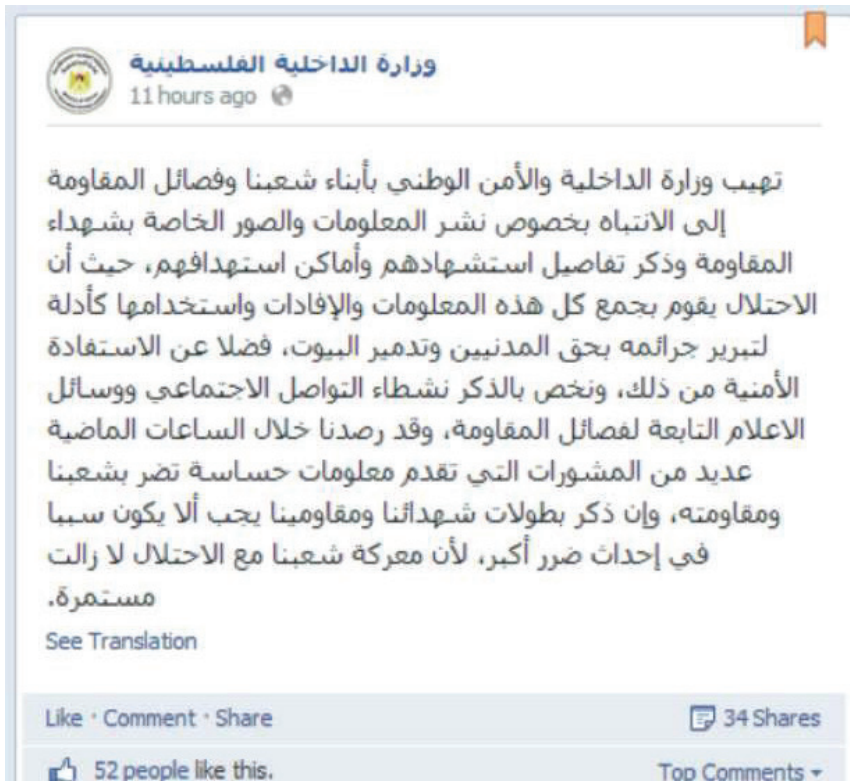 وزارة الداخلية الفلسطينية
11 hours ago
تهيب وزارة الداخلية والأمن الوطني بأبناء شعبنا وفصائل المقاومة
إلى الانتباه بخصوص نشر المعلومات والصور الخاصة بشهداء
المقاومة وذكر تفاصيل استشهادهم وأماكن استهدافهم، حيث أن
الاحتلال يقوم بجمع كل هذه المعلومات والإفادات واستخدامها كأدلة
لتبرير جرائمه بحق المدنيين وتدمير البيوت، فضلا عن الاستفادة
الأمنية من ذلك، ونخص بالذكر نشطاء التواصل الاجتماعي ووسائل
الاعلام التابعة لفصائل المقاومة، وقد رصدنا خلال الساعات الماضية
عديد من المشورات التي تقدم معلومات حساسة تضر بشعبنا
ومقاومته، وإن ذكر بطولات شهدائنا ومقاومينا يجب ألا يكون سببا
في إحداث ضرر أكبر، لأن معركة شعبنا مع الاحتلال لا زالت
مستمرة.
See Translation
Like · Comment · Share
34 Shares
52 people like this.
Top Comments